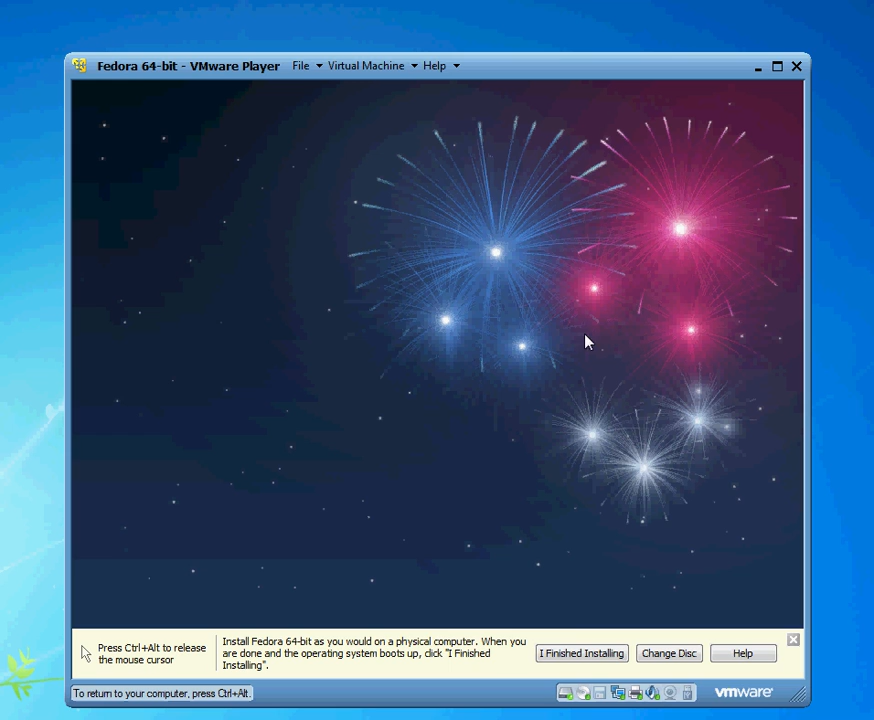 Fedora 64-bit - VMware Player File Virtual Machine Help
Press Ctrl+Alt to release
the mouse cursor
Install Fedora 64-bit as you would on a physical computer. When you
are done and the operating system boots up, click "I Finished
Installing".
I Finished Installing
Change Disc
Help
To return to your computer, press Ctrl+Alt.
vmware